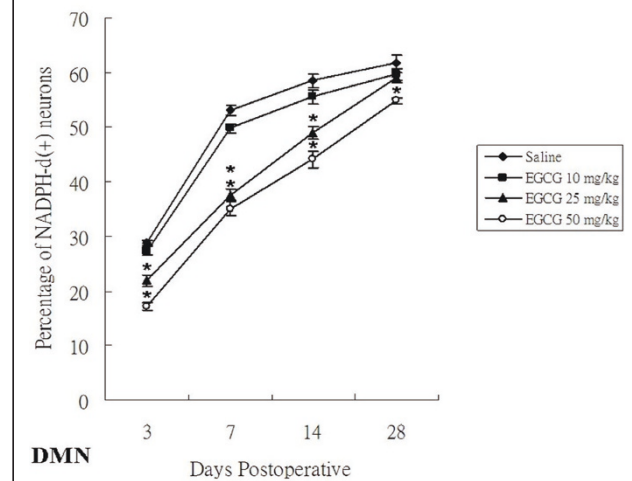 70
60
50
40
30
20
10
0
Percentage of NADPH-d(+) neurons
*
*
*
*
*
*
*
3 7 14 28
DMN
Days Postoperative
Saline
EGCG 10 mg/kg
EGCG 25 mg/kg
EGCG 50 mg/kg